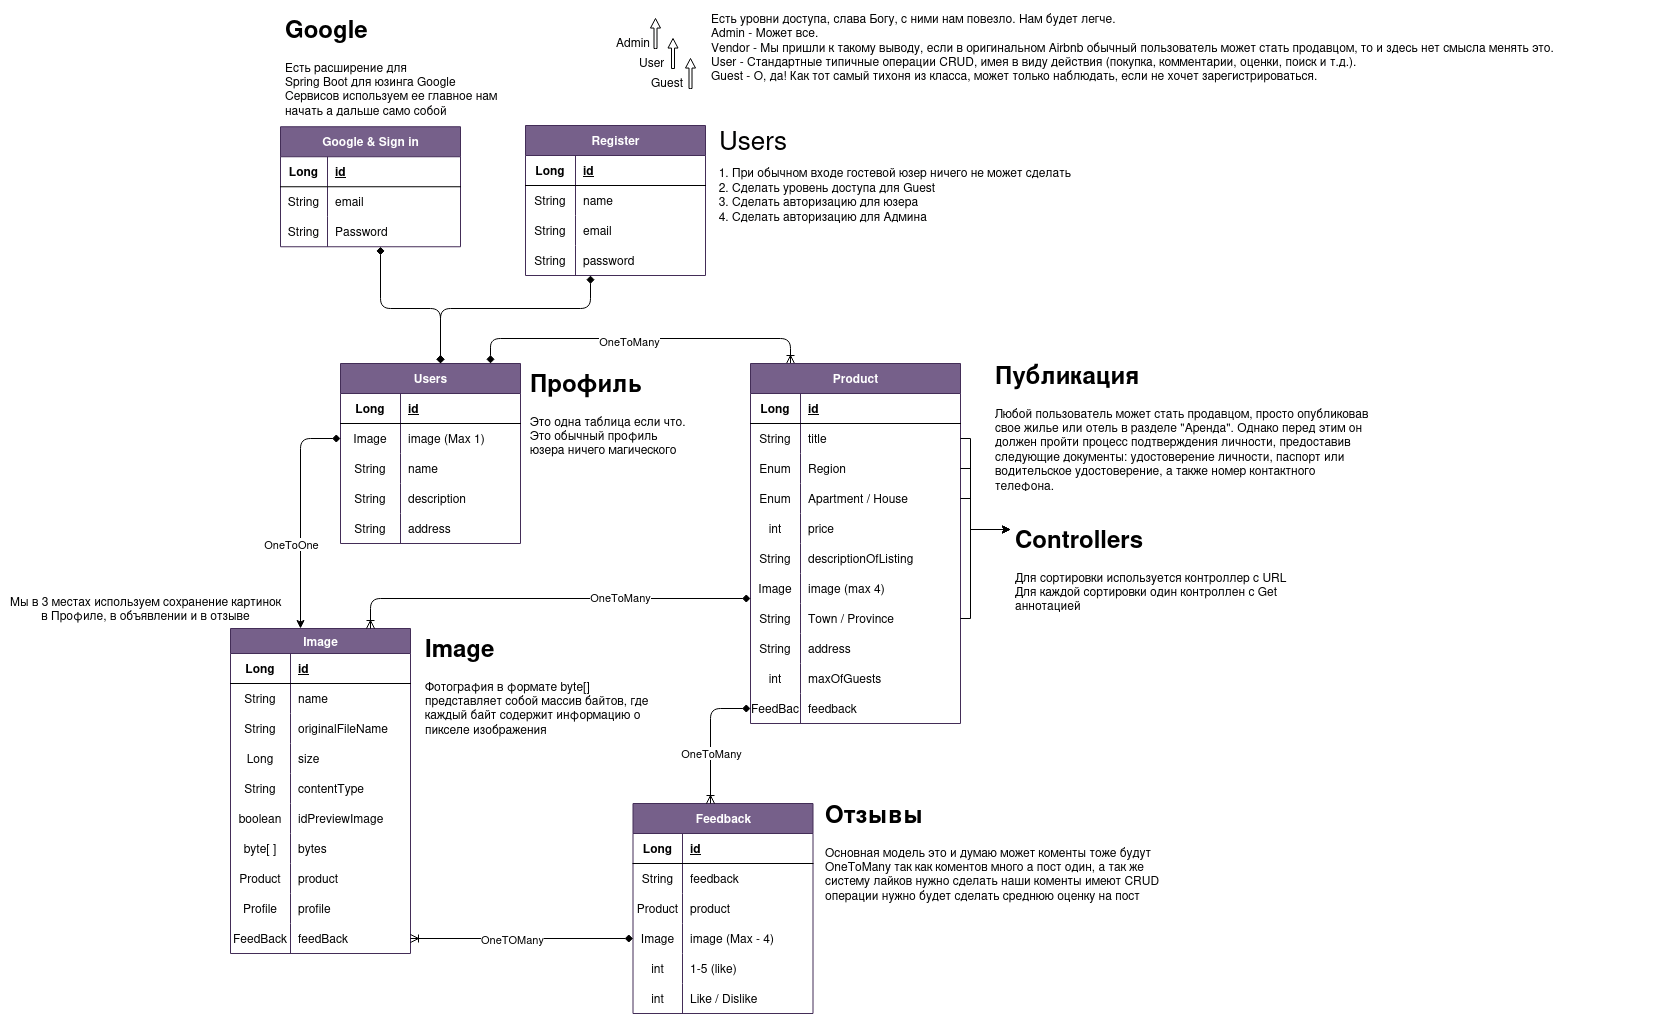 Google
Есть расширение для
Spring Boot для юзинга Google
Сервисов используем ее главное нам
начать а дальше само собой
Admin
User
Guest
Есть уровни доступа, слава Богу, с ними нам повезло. Нам будет легче.
Admin - Может все.
Vendor - Мы пришли к такому выводу, если в оригинальном Airbnb обычный пользователь может стать продавцом, то и здесь нет смысла менять это.
User - Стандартные типичные операции CRUD, имея в виду действия (покупка, комментарии, оценки, поиск и т.д.).
Guest - О, да! Как тот самый тихоня из класса, может только наблюдать, если не хочет зарегистрироваться.
Google & Sign in
Long id
String email
String Password
Register
Long id
String name
String email
String password
Users
1. При обычном входе гостевой юзер ничего не может сделать
2. Сделать уровень доступа для Guest
3. Сделать авторизацию для юзера
4. Сделать авторизацию для Админа
OneToMany
Users
Long id
Image image (Max 1)
String name
String description
String address
Профиль
Это одна таблица если что.
Это обычный профиль
юзера ничего магического
Product
Long id
String title
Enum Region
Enum Apartment / House
int price
String descriptionOfListing
Image image (max 4)
String Town / Province
String address
int maxOfGuests
FeedBac feedback
Публикация
Любой пользователь может стать продавцом, просто опубликовав
свое жилье или отель в разделе "Аренда". Однако перед этим он
должен пройти процесс подтверждения личности, предоставив
следующие документы: удостоверение личности, паспорт или
водительское удостоверение, а также номер контактного
телефона.
Controllers
Для сортировки используется контроллер с URL
Для каждой сортировки один контроллен с Get
аннотацией
OneToOne
OneToMany
Мы в 3 местах используем сохранение картинок
в Профиле, в объявлении и в отзыве
Image
Long id
String name
String originalFileName
Long size
String contentType
boolean idPreviewImage
byte[ ] bytes
Product product
Profile profile
FeedBack feedBack
Image
Фотография в формате byte[]
представляет собой массив байтов, где
каждый байт содержит информацию о
пикселе изображения
OneToMany
Feedback
Long id
String feedback
Product product
Image image (Max - 4)
int 1-5 (like)
int Like / Dislike
Отзывы
Основная модель это и думаю может коменты тоже будут
OneToMany так как коментов много а пост один, а так же
систему лайков нужно сделать наши коменты имеют CRUD
операции нужно будет сделать среднюю оценку на пост
OneTOMany